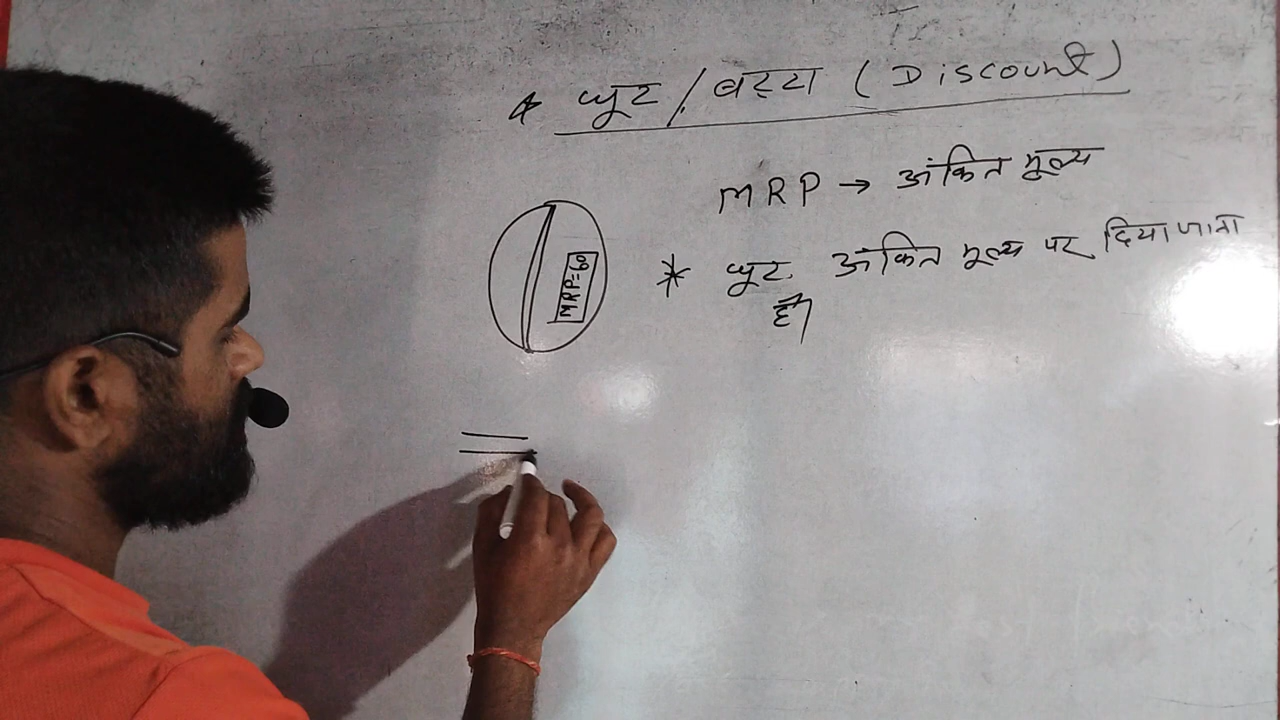 * छूट / बट्टा (Discount)
MRP → अंकित मूल्य
MRP=60
* छूट अंकित मूल्य पर दिया जाता
है।